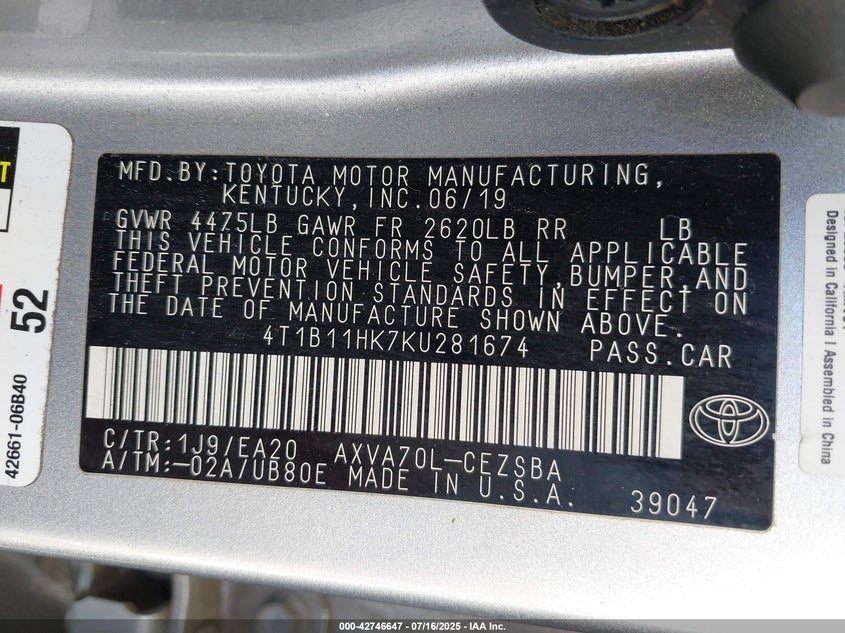 MFD.BY:TOYOTA MOTOR MANUFACTURING,
KENTUCKY,INC.06/19
GVWR 4475LB GAWR FR 2620LB RR LB
THIS VEHICLE CONFORMS TO ALL APPLICABLE
FEDERAL MOTOR VEHICLE SAFETY,BUMPER,AND
THEFT PREVENTION STANDARDS IN EFFECT ON
THE DATE OF MANUFACTURE SHOWN ABOVE.
4T1B11HK7KU281674 PASS.CAR
C/TR:1J9/EA20 AXVA70L-CEZSBA
A/TM:-02A/UB80E MADE IN U.S.A. 39047
T
52
42661-06B40
Designed in California | Assembled in China
000-42746647 - 07/16/2025 - IAA Inc.